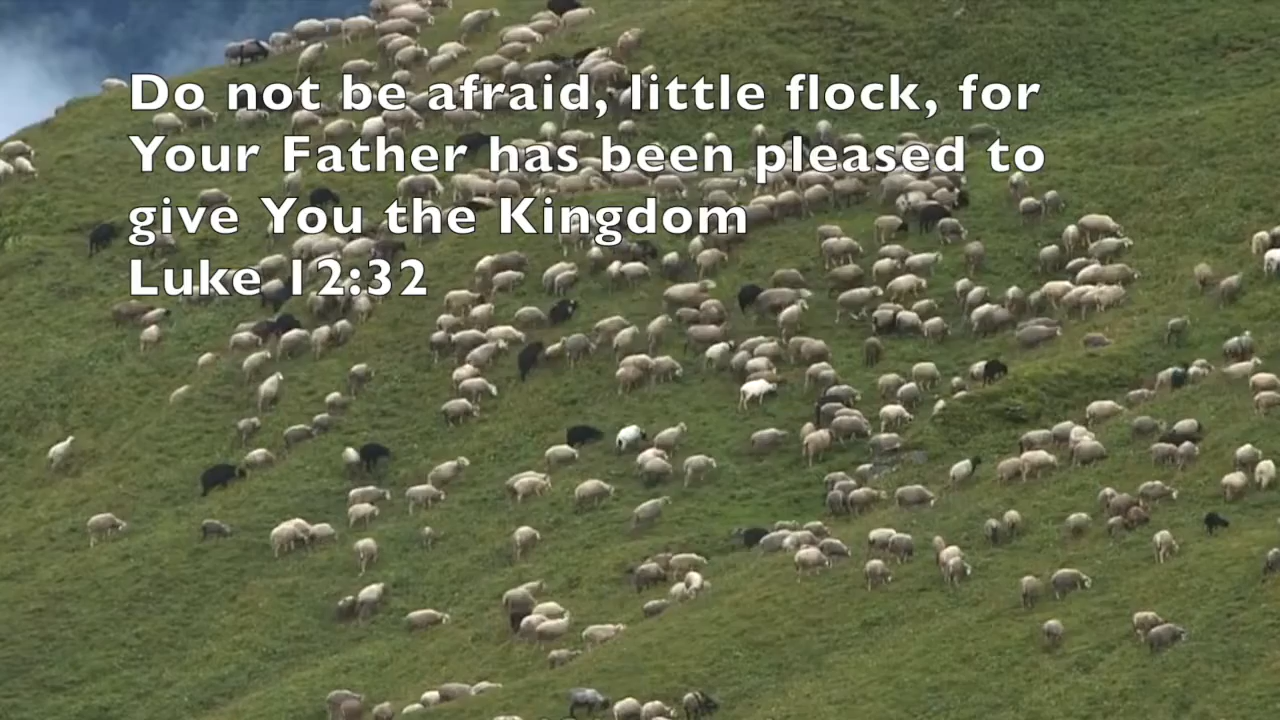 Do not be afraid, little flock, for
Your Father has been pleased to
give You the Kingdom
Luke 12:32